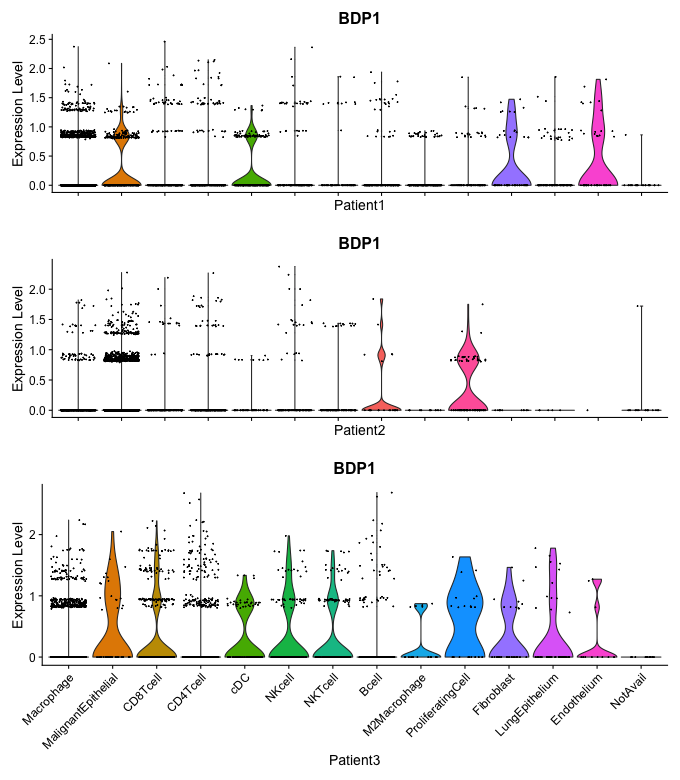 BDP1
Expression Level
2.5
2.0
1.5
1.0
0.5
0.0
Patient1
BDP1
Expression Level
2.0
1.5
1.0
0.5
0.0
Patient2
BDP1
Expression Level
2
1
0
Macrophage
MalignantEpithelial
CD8Tcell
CD4Tcell
cDC
NKcell
NKTcell
Bcell
M2Macrophage
ProliferatingCell
Fibroblast
LungEpithelium
Endothelium
NotAvail
Patient3